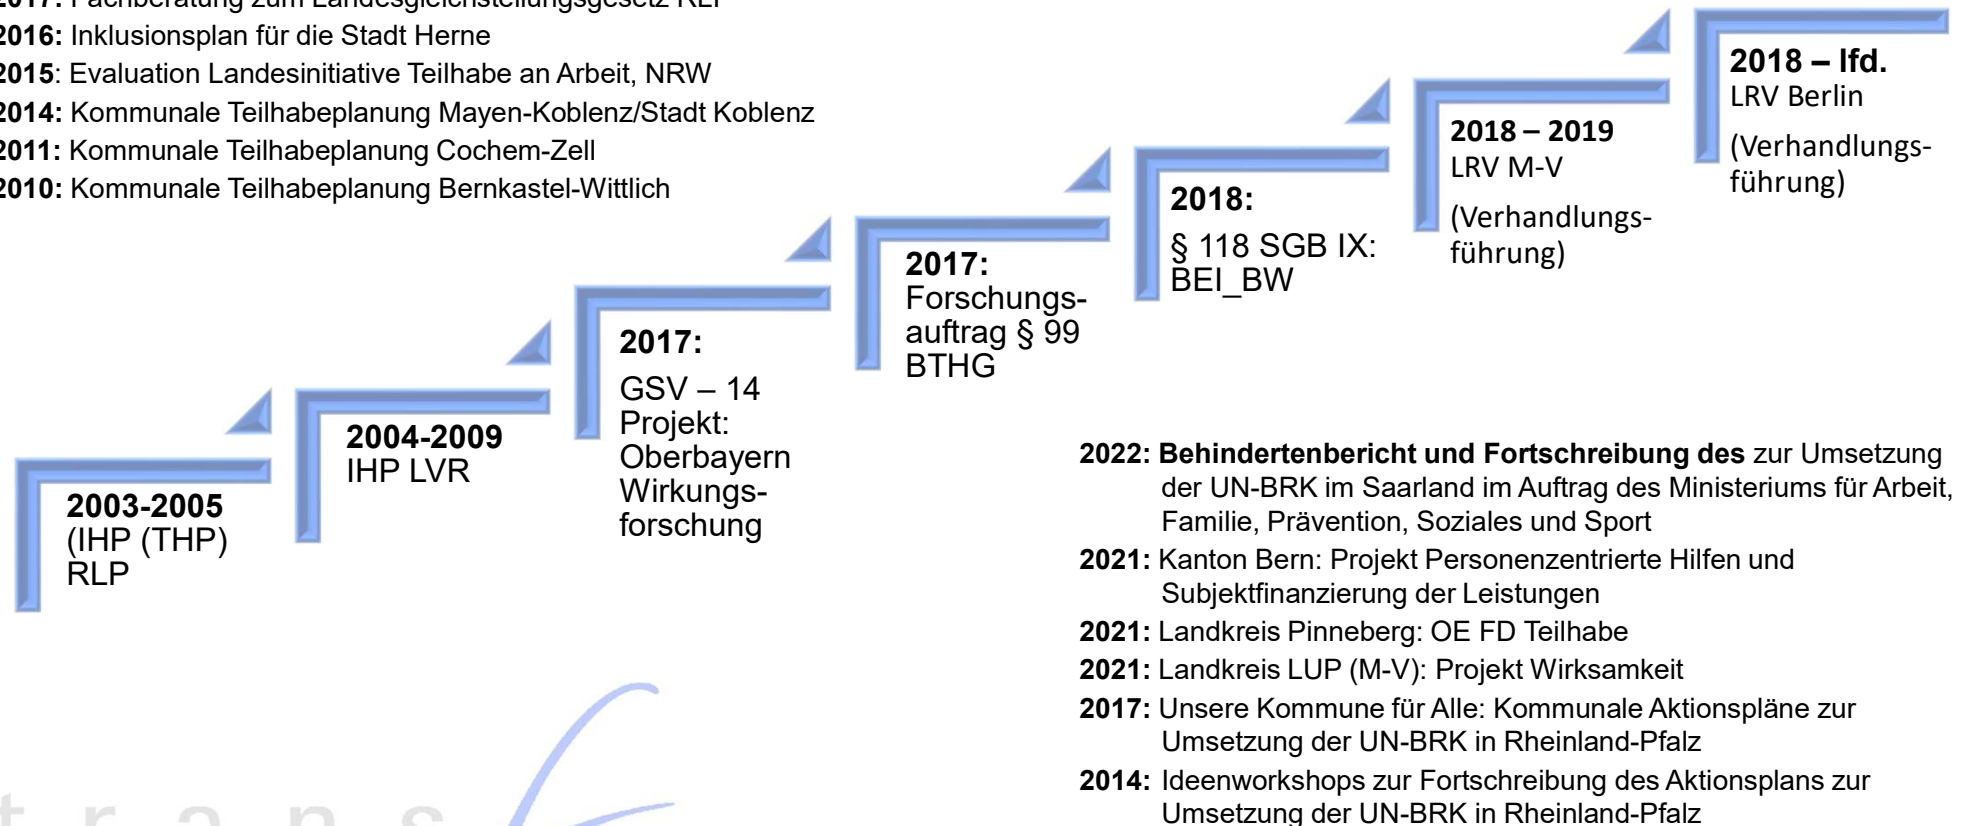 2017: Fachberatung zum Landesgleichstellungsgesetz RLP
2016: Inklusionsplan für die Stadt Herne
2015: Evaluation Landesinitiative Teilhabe an Arbeit, NRW
2014: Kommunale Teilhabeplanung Mayen-Koblenz/Stadt Koblenz
2011: Kommunale Teilhabeplanung Cochem-Zell
2010: Kommunale Teilhabeplanung Bernkastel-Wittlich
2003-2005
(IHP (THP)
RLP
2004-2009
IHP LVR
2017:
GSV – 14
Projekt:
Oberbayern
Wirkungs-
forschung
2017:
Forschungs-
auftrag § 99
BTHG
2018:
§ 118 SGB IX:
BEI_BW
2018 – 2019
LRV M-V
(Verhandlungs-
führung)
2018 – lfd.
LRV Berlin
(Verhandlungs-
führung)
2022: Behindertenbericht und Fortschreibung des zur Umsetzung
der UN-BRK im Saarland im Auftrag des Ministeriums für Arbeit,
Familie, Prävention, Soziales und Sport
2021: Kanton Bern: Projekt Personenzentrierte Hilfen und
Subjektfinanzierung der Leistungen
2021: Landkreis Pinneberg: OE FD Teilhabe
2021: Landkreis LUP (M-V): Projekt Wirksamkeit
2017: Unsere Kommune für Alle: Kommunale Aktionspläne zur
Umsetzung der UN-BRK in Rheinland-Pfalz
2014: Ideenworkshops zur Fortschreibung des Aktionsplans zur
Umsetzung der UN-BRK in Rheinland-Pfalz
trans